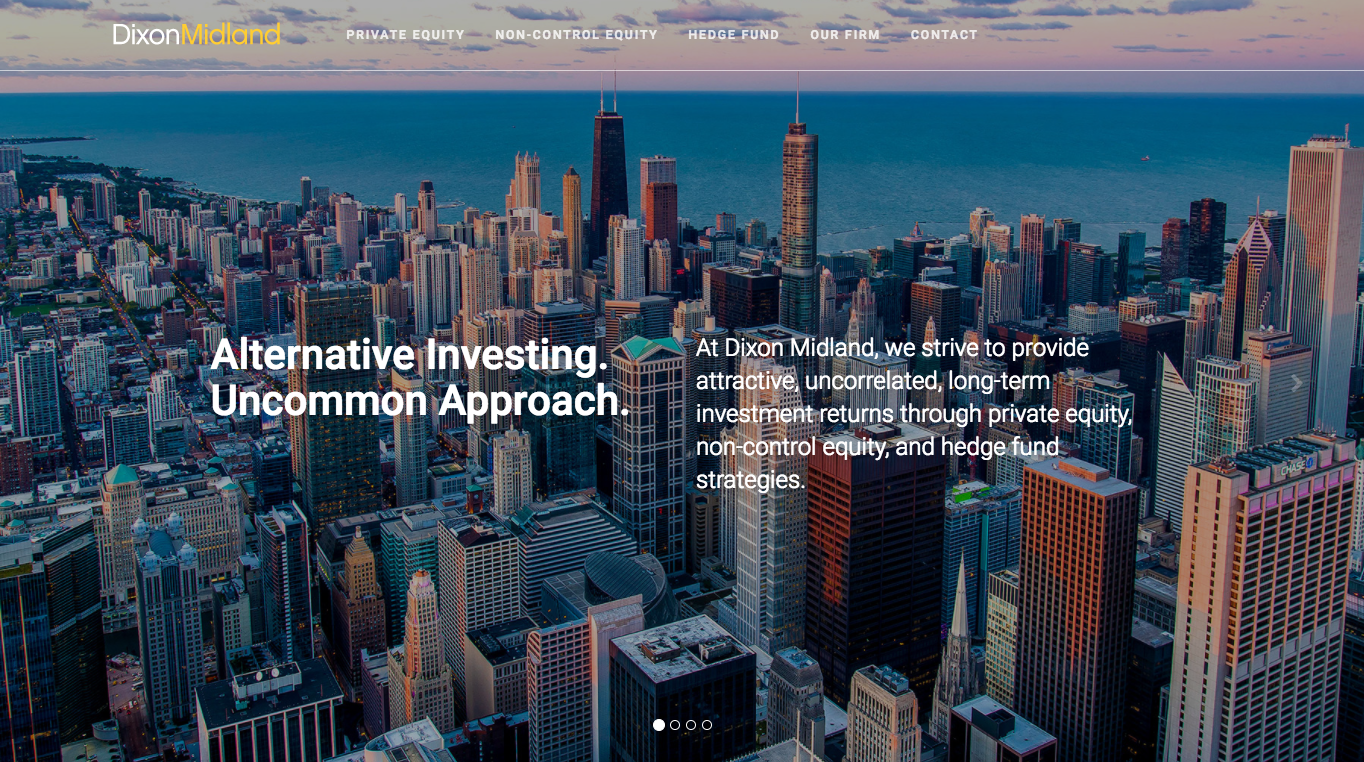 DixonMidland
PRIVATE EQUITY
NON-CONTROL EQUITY
HEDGE FUND
OUR FIRM
CONTACT
Alternative Investing.
Uncommon Approach.
At Dixon Midland, we strive to provide
attractive, uncorrelated, long-term
investment returns through private equity,
non-control equity, and hedge fund
strategies.
CHASE